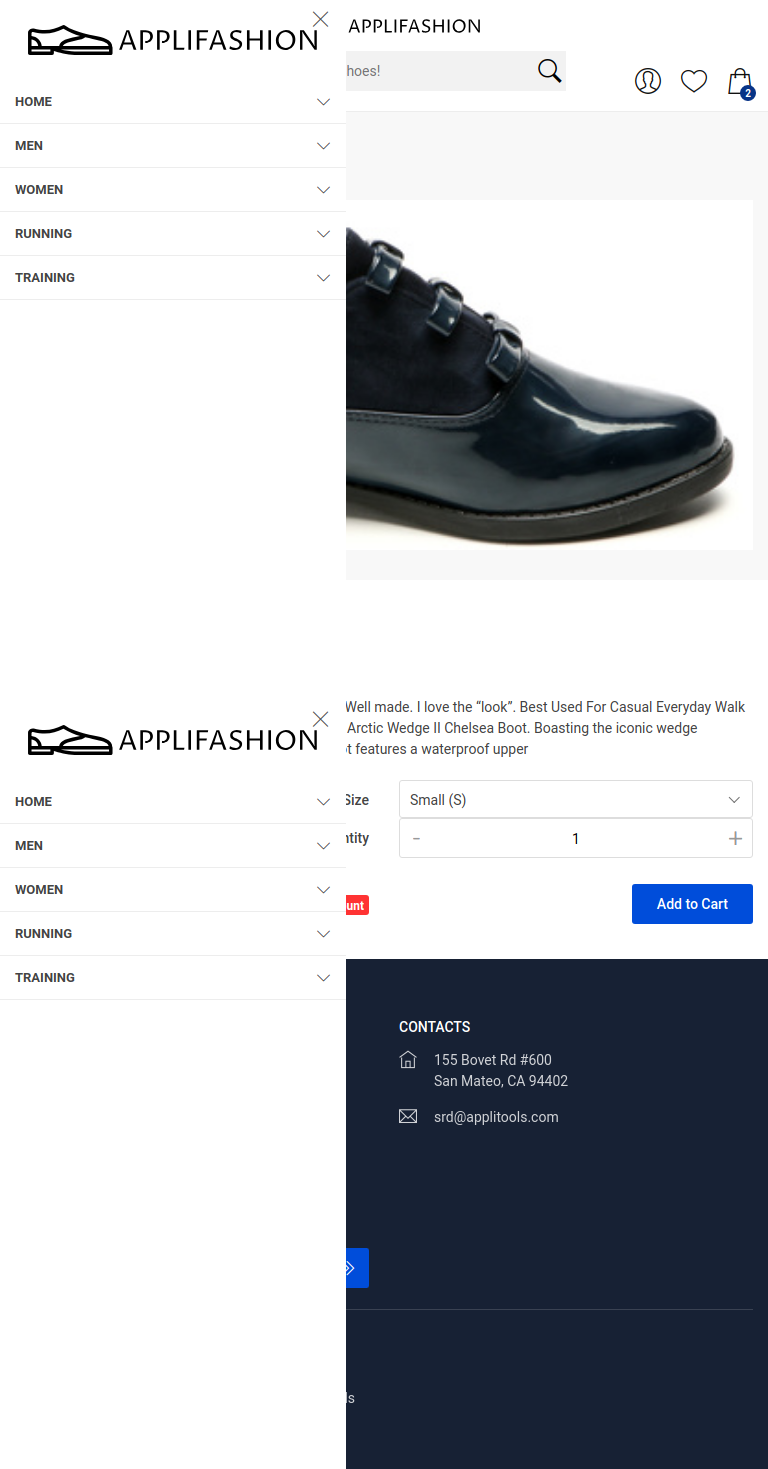 APPLIFASHION
APPLIFASHION
hoes!
2
HOME
MEN
WOMEN
RUNNING
TRAINING
Well made. I love the “look”. Best Used For Casual Everyday Walk
Arctic Wedge II Chelsea Boot. Boasting the iconic wedge
ot features a waterproof upper
APPLIFASHION
HOME
MEN
WOMEN
RUNNING
TRAINING
Size
Small (S)
ntity
- 1 +
unt
Add to Cart
CONTACTS
155 Bovet Rd #600
San Mateo, CA 94402
srd@applitools.com
ds